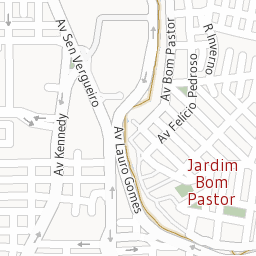 Av Sen Vergueiro
Av Bom Pastor
R Inverno
Av Felício Pedroso
Av Kennedy
Av Lauro Gomes
Jardim
Bom
Pastor